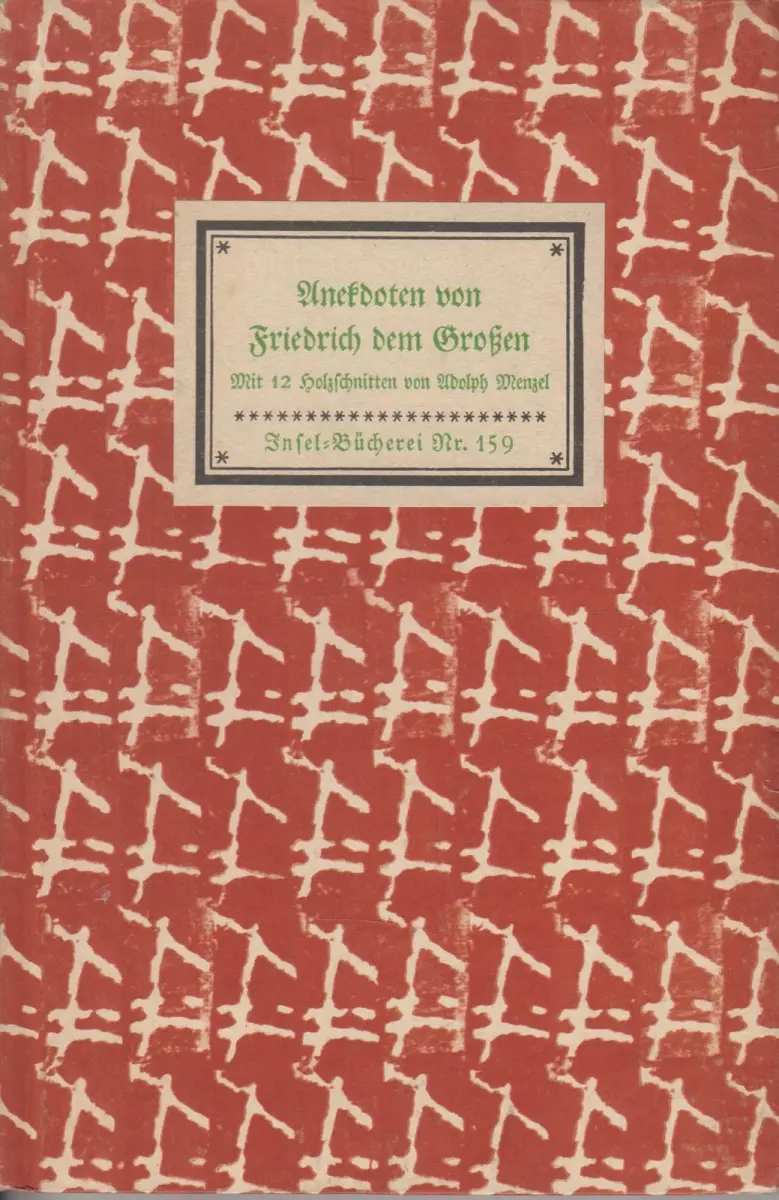 Anekdoten von
Friedrich dem Großen
Mit 12 Holzschnitten von Adolph Menzel
**********************
Insel-Bücherei Nr. 159